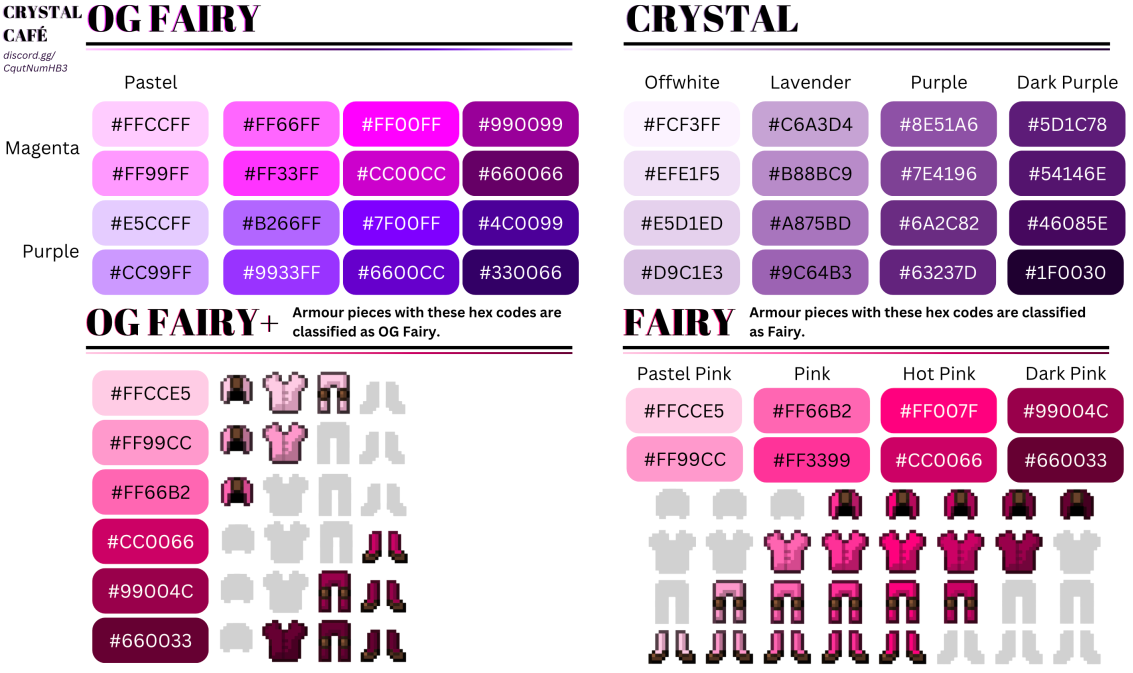 CRYSTAL
CAFÉ
discord.gg/
CqutNumHB3
OG FAIRY
Pastel
Magenta
#FFCCFF #FF66FF #FF00FF #990099
#FF99FF #FF33FF #CC00CC #660066
Purple
#E5CCFF #B266FF #7F00FF #4C0099
#CC99FF #9933FF #6600CC #330066
CRYSTAL
Offwhite Lavender Purple Dark Purple
#FCF3FF #C6A3D4 #8E51A6 #5D1C78
#EFE1F5 #B88BC9 #7E4196 #54146E
#E5D1ED #A875BD #6A2C82 #46085E
#D9C1E3 #9C64B3 #63237D #1F0030
OG FAIRY+
Armour pieces with these hex codes are
classified as OG Fairy.
#FFCCE5
#FF99CC
#FF66B2
#CC0066
#99004C
#660033
FAIRY
Armour pieces with these hex codes are classified
as Fairy.
Pastel Pink Pink Hot Pink Dark Pink
#FFCCE5 #FF66B2 #FF007F #99004C
#FF99CC #FF3399 #CC0066 #660033